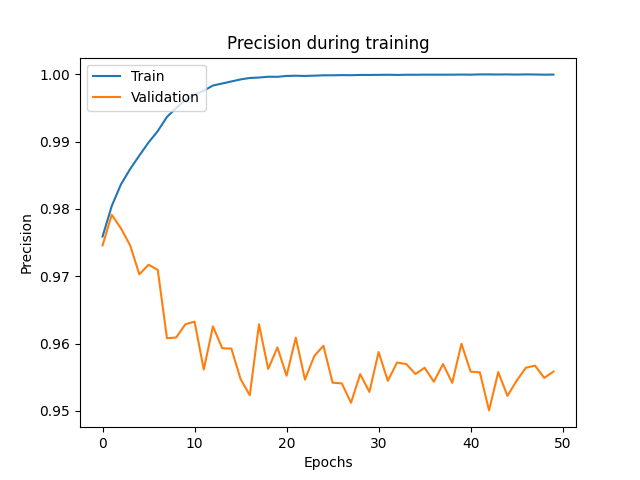 Precision during training
1.00
0.99
0.98
0.97
0.96
0.95
Precision
Train
Validation
0
10
20
30
40
50
Epochs